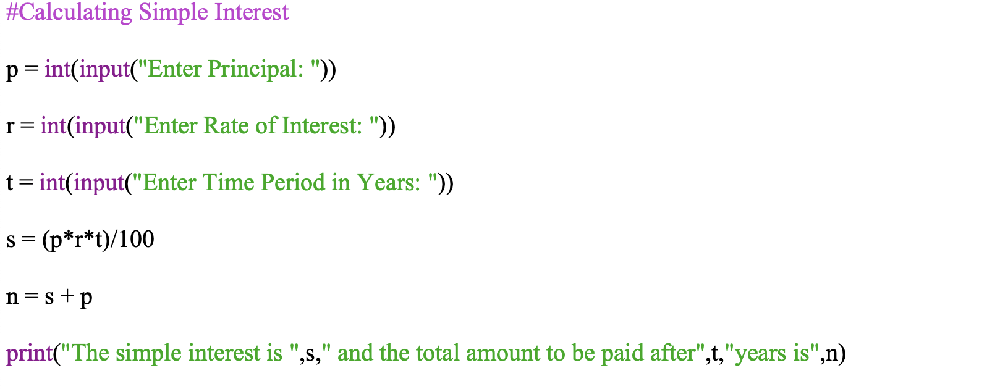 #Calculating Simple Interest
p = int(input("Enter Principal: "))
r = int(input("Enter Rate of Interest: "))
t = int(input("Enter Time Period in Years: "))
s = (p*r*t)/100
n = s + p
print("The simple interest is ",s," and the total amount to be paid after",t,"years is",n)